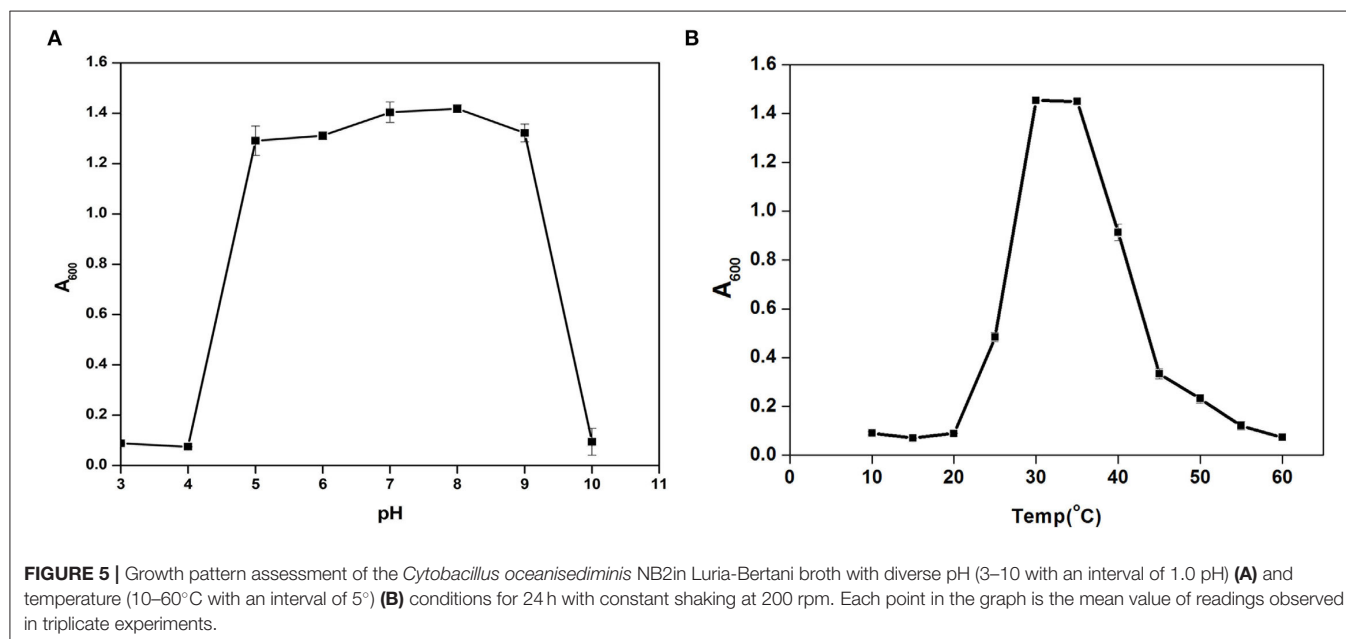 A
1.6
1.4
1.2
1.0
0.8
0.6
0.4
0.2
0.0
A600
3 4 5 6 7 8 9 10 11
pH
B
1.6
1.4
1.2
1.0
0.8
0.6
0.4
0.2
0.0
A600
0 10 20 30 40 50 60
Temp(°C)
FIGURE 5 | Growth pattern assessment of the Cytobacillus oceanisediminis NB2in Luria-Bertani broth with diverse pH (3–10 with an interval of 1.0 pH) (A) and
temperature (10–60°C with an interval of 5°) (B) conditions for 24 h with constant shaking at 200 rpm. Each point in the graph is the mean value of readings observed
in triplicate experiments.